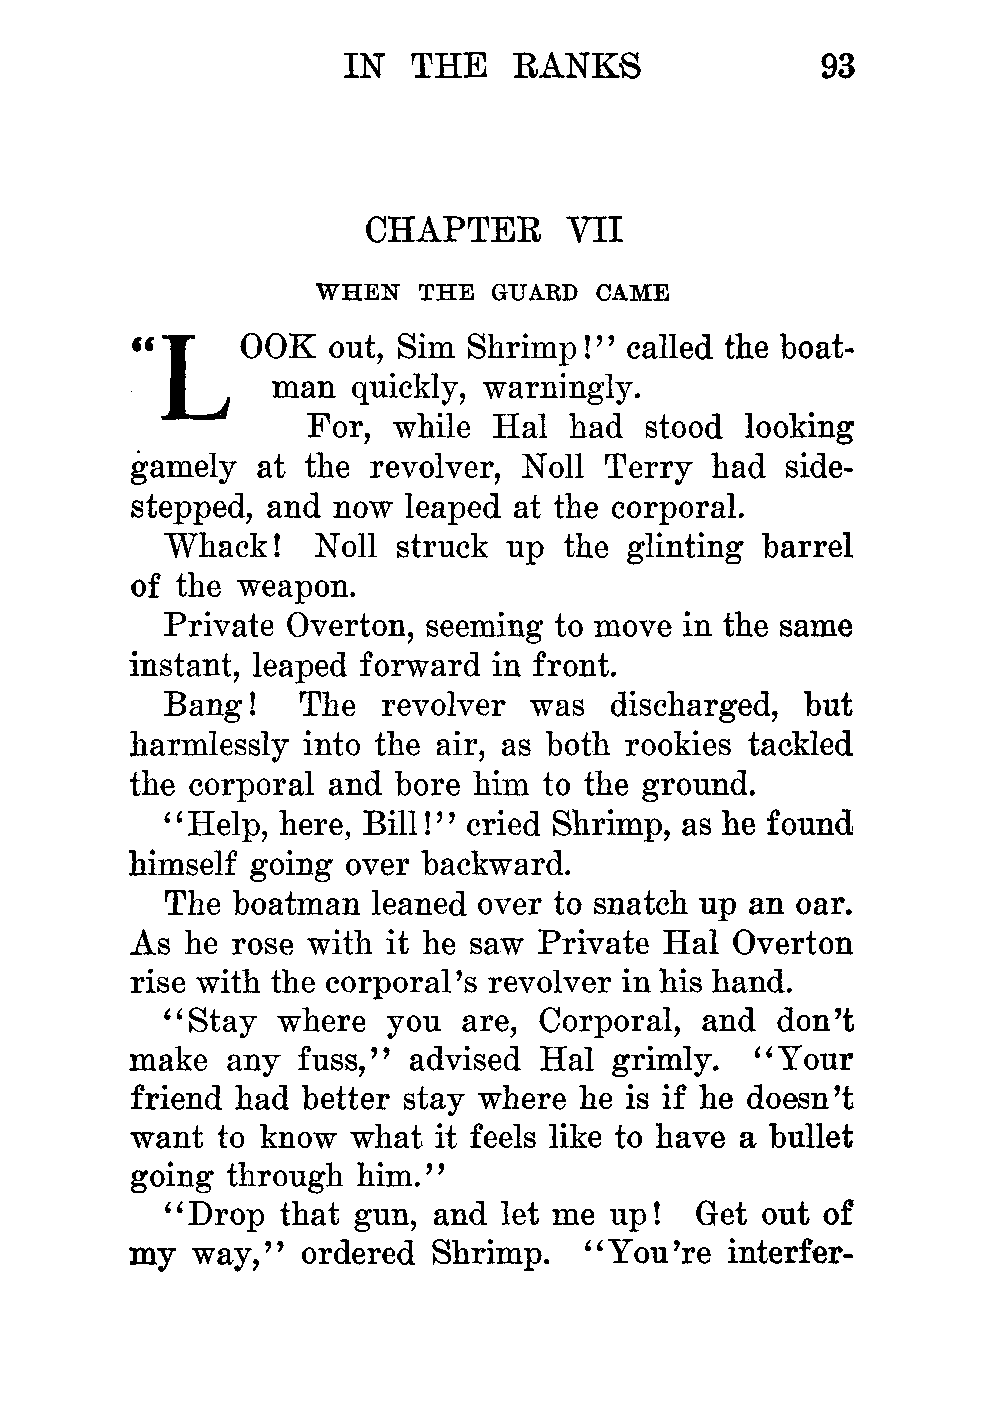 IN THE RANKS 93
CHAPTER VII
WHEN THE GUARD CAME
"LOOK out, Sim Shrimp!" called the boat-
man quickly, warningly.
For, while Hal had stood looking
gamely at the revolver, Noll Terry had side-
stepped, and now leaped at the corporal.
Whack! Noll struck up the glinting barrel
of the weapon.
Private Overton, seeming to move in the same
instant, leaped forward in front.
Bang! The revolver was discharged, but
harmlessly into the air, as both rookies tackled
the corporal and bore him to the ground.
"Help, here, Bill!" cried Shrimp, as he found
himself going over backward.
The boatman leaned over to snatch up an oar.
As he rose with it he saw Private Hal Overton
rise with the corporal's revolver in his hand.
"Stay where you are, Corporal, and don't
make any fuss," advised Hal grimly. "Your
friend had better stay where he is if he doesn't
want to know what it feels like to have a bullet
going through him."
"Drop that gun, and let me up! Get out of
my way," ordered Shrimp. "You're interfer-